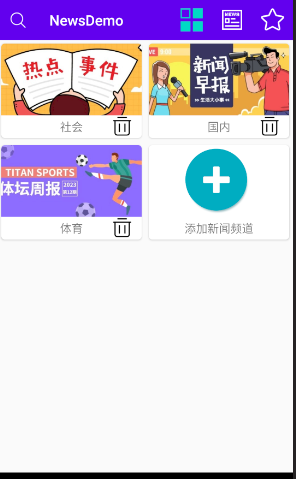 NewsDemo
NEWS
热点 事件
社会
LIVE
新闻
早报
生活大小事
国内
TITAN SPORTS
体坛周报
2023
体育
添加新闻频道